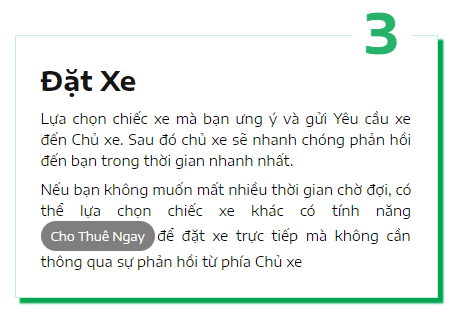 3
Đặt Xe
Lựa chọn chiếc xe mà bạn ưng ý và gửi Yêu cầu xe
đến Chủ xe. Sau đó chủ xe sẽ nhanh chóng phản hồi
đến bạn trong thời gian nhanh nhất.
Nếu bạn không muốn mất nhiều thời gian chờ đợi, có
thể lựa chọn chiếc xe khác có tính năng
Cho Thuê Ngay để đặt xe trực tiếp mà không cần
thông qua sự phản hồi từ phía Chủ xe